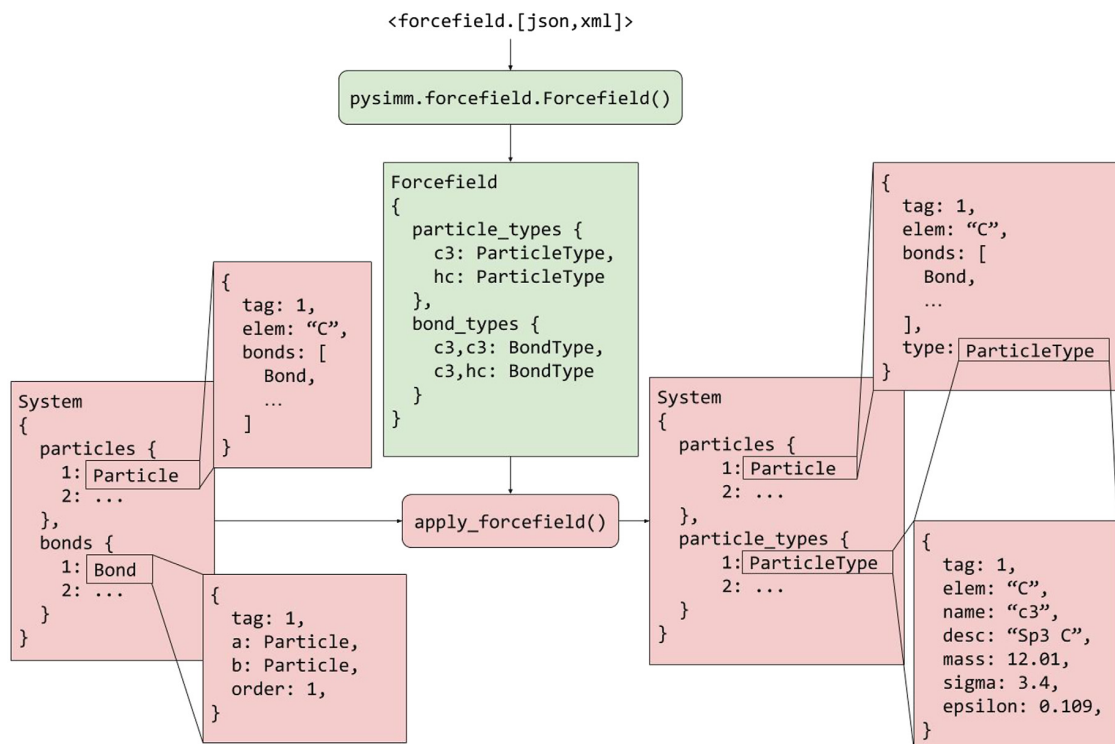 <forcefield.[json,xml]>
pysimm.forcefield.Forcefield()
Forcefield
{
particle_types {
c3: ParticleType,
hc: ParticleType
},
bond_types {
c3,c3: BondType,
c3,hc: BondType
}
}
{
tag: 1,
elem: “C”,
bonds: [
Bond,
…
]
}
System
{
particles {
1: Particle
2: ...
},
bonds {
1: Bond
2: ...
}
}
{
tag: 1,
a: Particle,
b: Particle,
order: 1,
}
apply_forcefield()
System
{
particles {
1: Particle
2: ...
},
particle_types {
1: ParticleType
2: ...
}
}
{
tag: 1,
elem: “C”,
bonds: [
Bond,
…
],
type: ParticleType
}
{
tag: 1,
elem: “C”,
name: “c3”,
desc: “Sp3 C”,
mass: 12.01,
sigma: 3.4,
epsilon: 0.109,
}